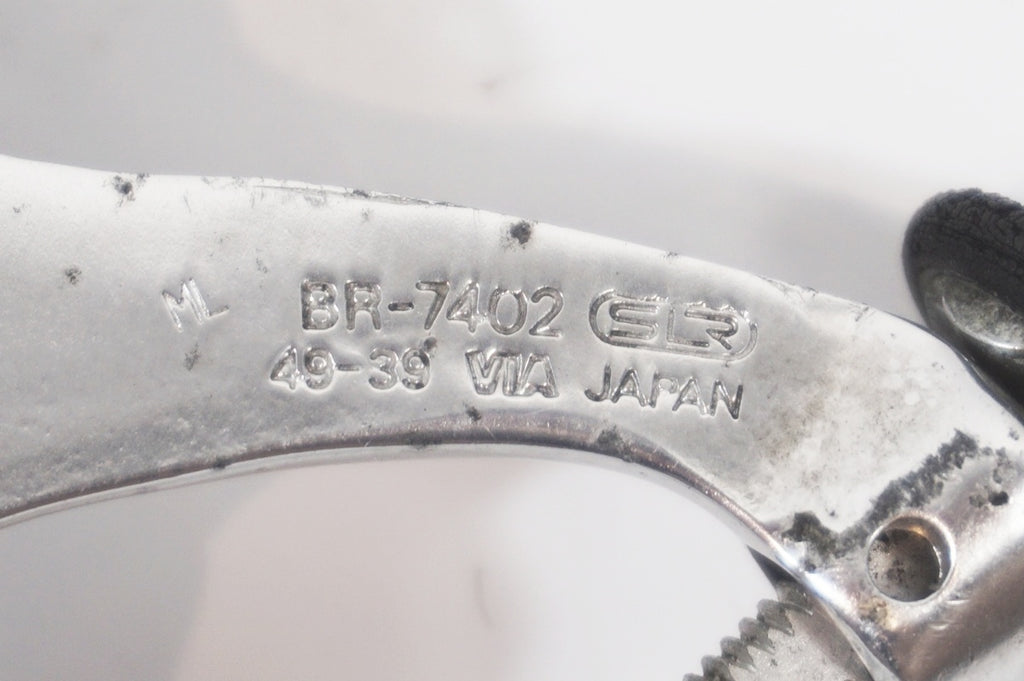 ML
BR-7402 SLR
49-39 VIA JAPAN